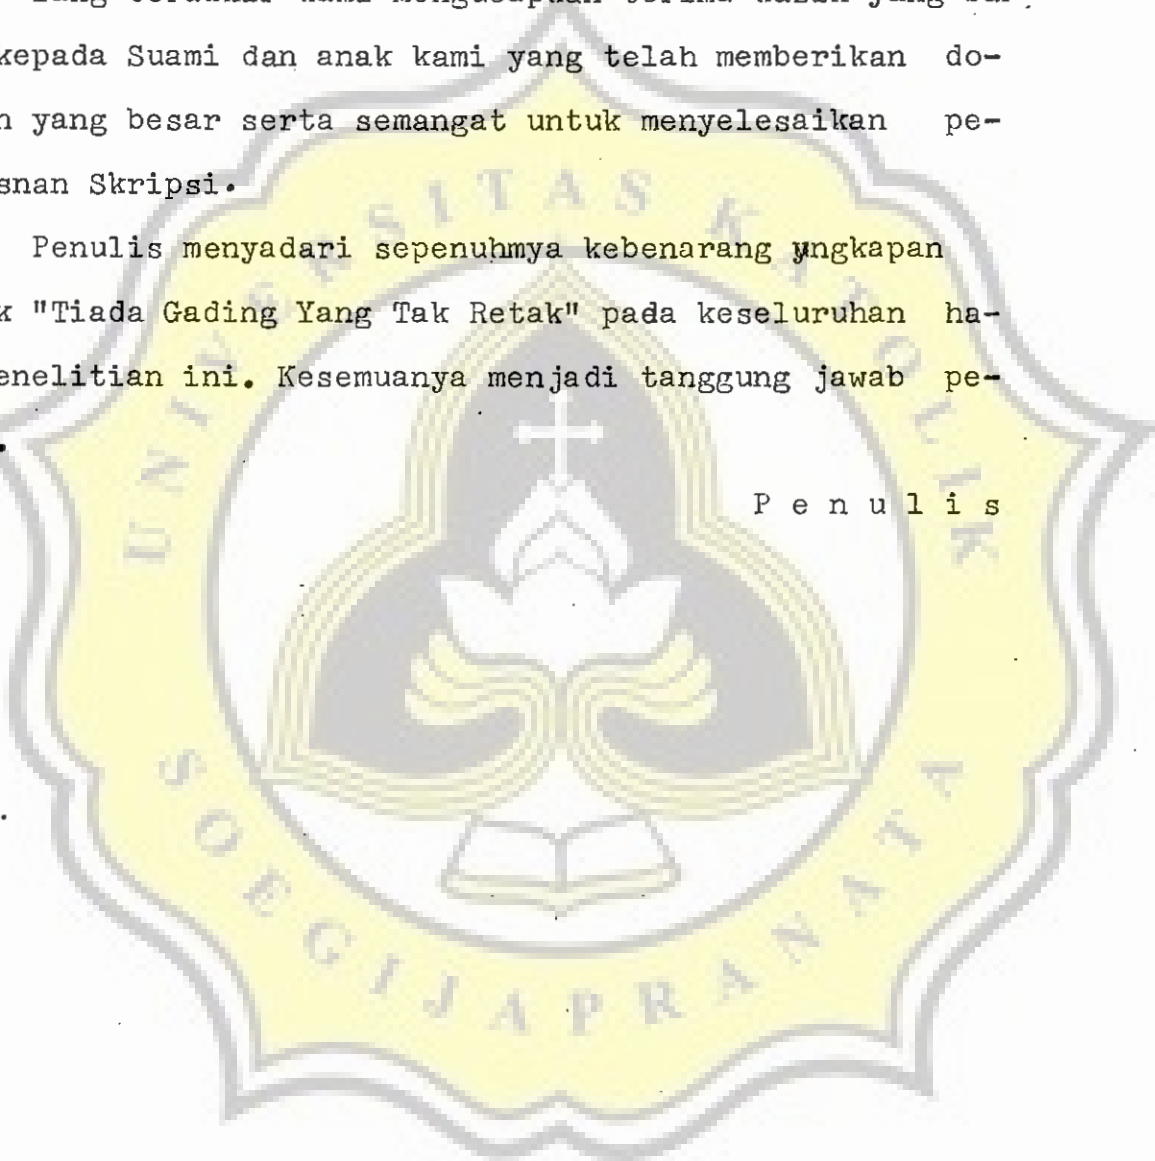 kepada Suami dan anak kami yang telah memberikan do-
n yang besar serta semangat untuk menyelesaikan pe-
snan Skripsi.
Penulis menyadari sepenuhmya kebenarang yngkapan
k "Tiada Gading Yang Tak Retak" pada keseluruhan ha-
enelitian ini. Kesemuanya menjadi tanggung jawab pe-
.
P e n u l i s
UNIVERSITAS KATOLIK
SOEGIJAPRANATA